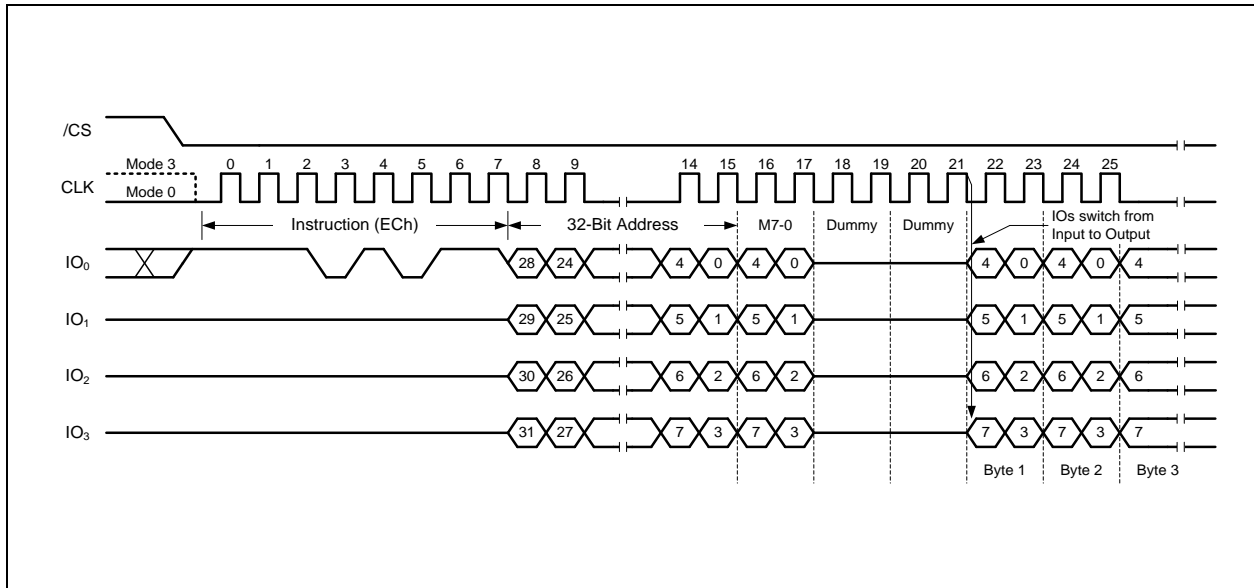 /CS
Mode 3 0 1 2 3 4 5 6 7 8 9 14 15 16 17 18 19 20 21 22 23 24 25
CLK Mode 0
Instruction (ECh) 32-Bit Address M7-0 Dummy Dummy IOs switch from
Input to Output
IO0 28 24 4 0 4 0 4 0 4 0 4
IO1 29 25 5 1 5 1 5 1 5 1 5
IO2 30 26 6 2 6 2 6 2 6 2 6
IO3 31 27 7 3 7 3 7 3 7 3 7
Byte 1 Byte 2 Byte 3